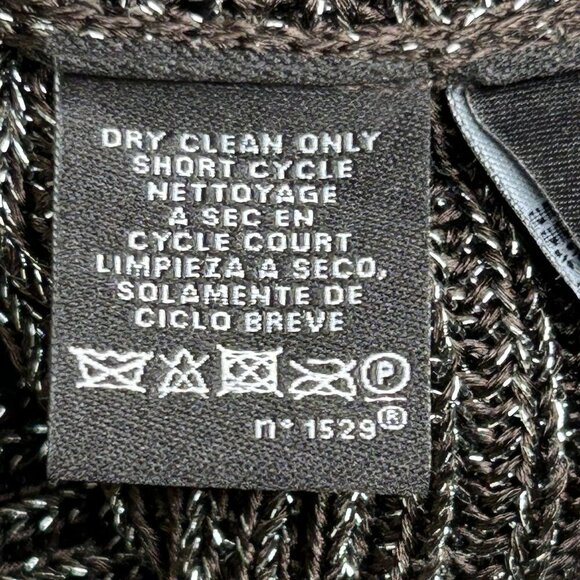 DRY CLEAN ONLY
SHORT CYCLE
NETTOYAGE
A SEC EN
CYCLE COURT
LIMPIEZA A SECO,
SOLAMENTE DE
CICLO BREVE
P
n° 1529®